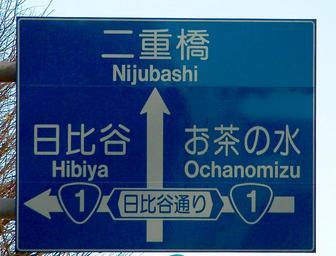 二重橋
Nijubashi
日比谷
Hibiya
お茶の水
Ochanomizu
1
日比谷通り
1